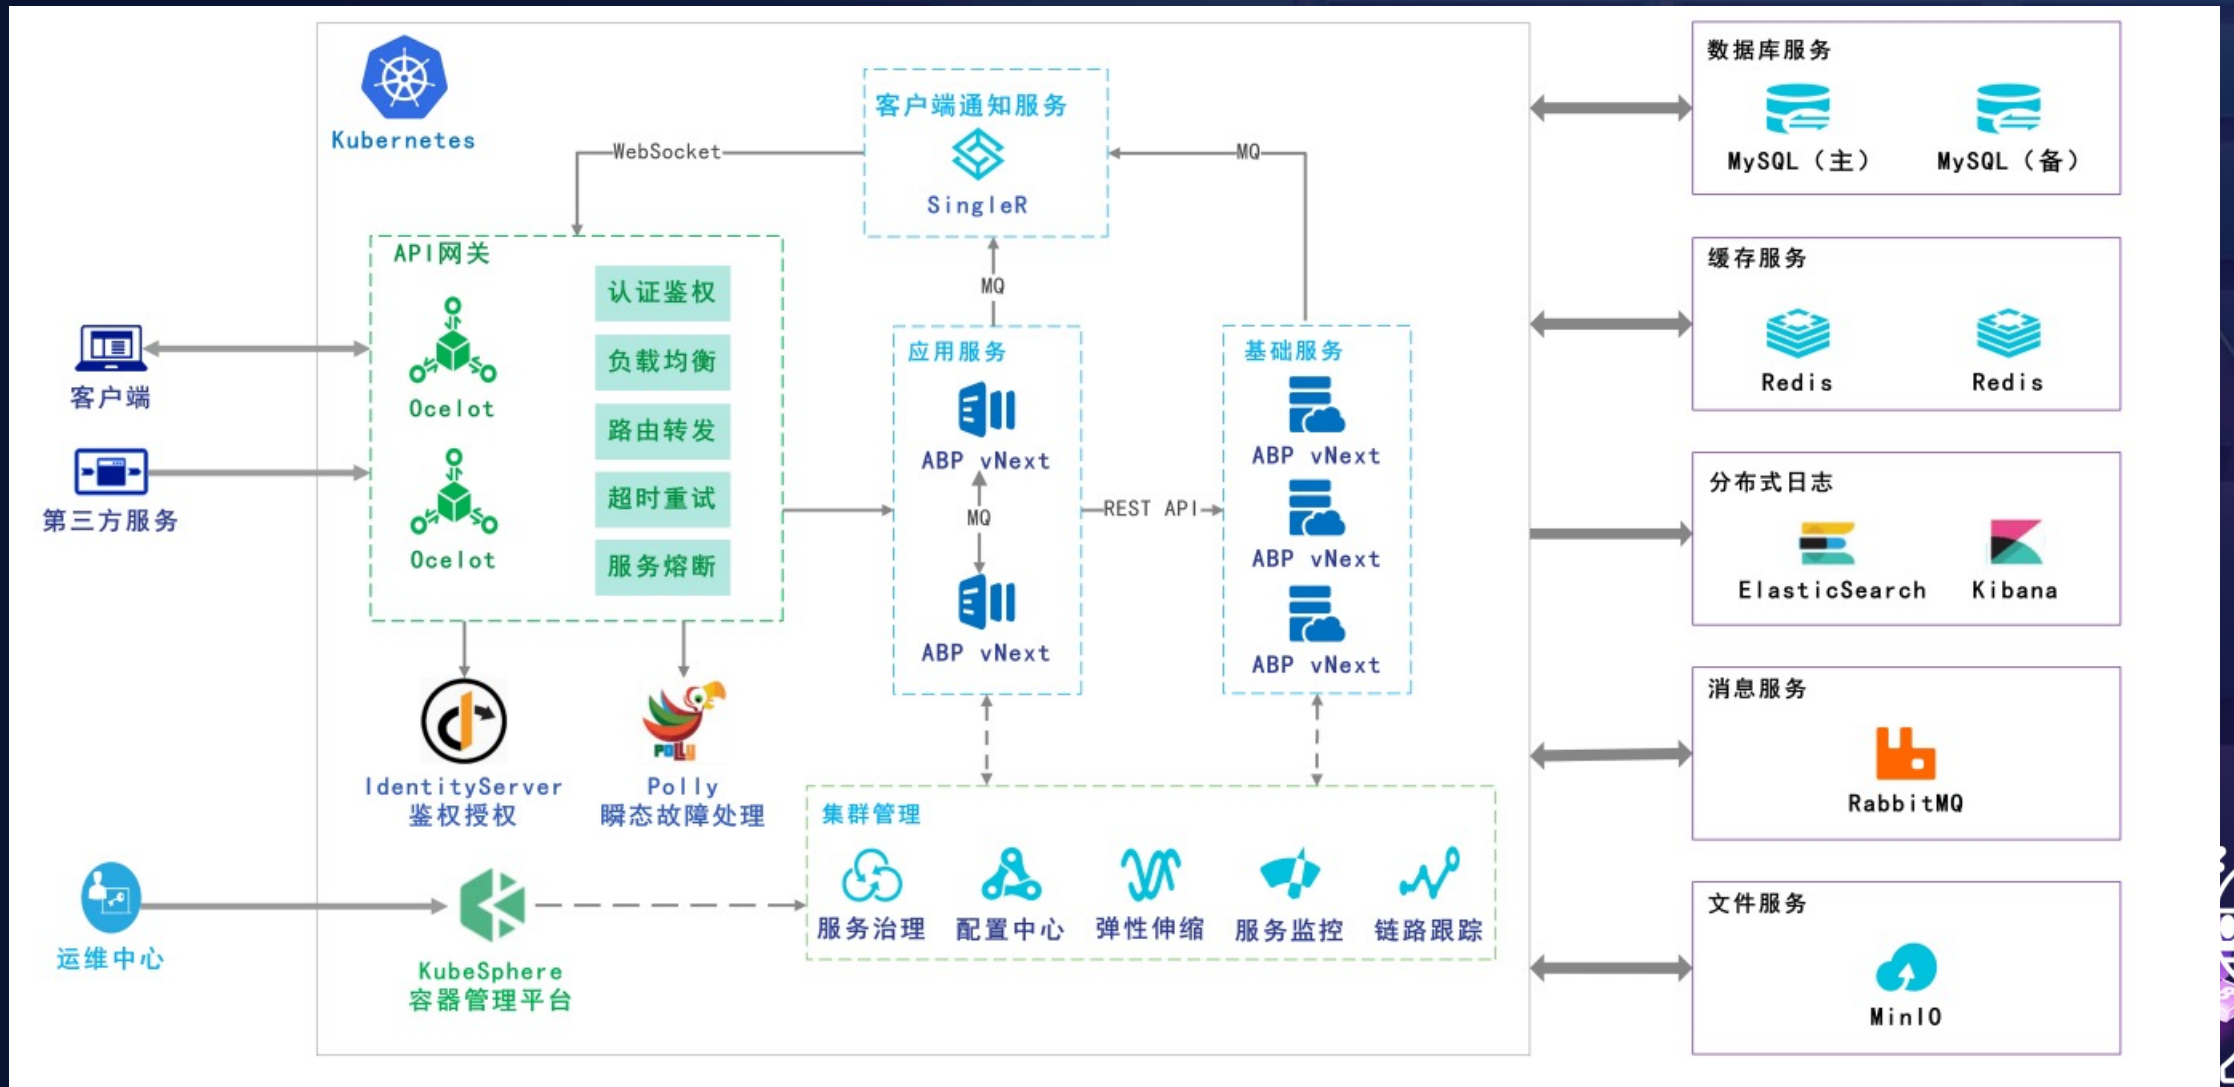 Kubernetes
客户端通知服务
SingleR
WebSocket
MQ
MQ
API网关
Ocelot
Ocelot
认证鉴权
负载均衡
路由转发
超时重试
服务熔断
客户端
第三方服务
应用服务
ABP vNext
MQ
ABP vNext
REST API
基础服务
ABP vNext
ABP vNext
ABP vNext
IdentityServer
鉴权授权
POLLY
Polly
瞬态故障处理
运维中心
KubeSphere
容器管理平台
集群管理
服务治理
配置中心
弹性伸缩
服务监控
链路跟踪
数据库服务
MySQL（主）
MySQL（备）
缓存服务
Redis
Redis
分布式日志
ElasticSearch
Kibana
消息服务
RabbitMQ
文件服务
MinIO